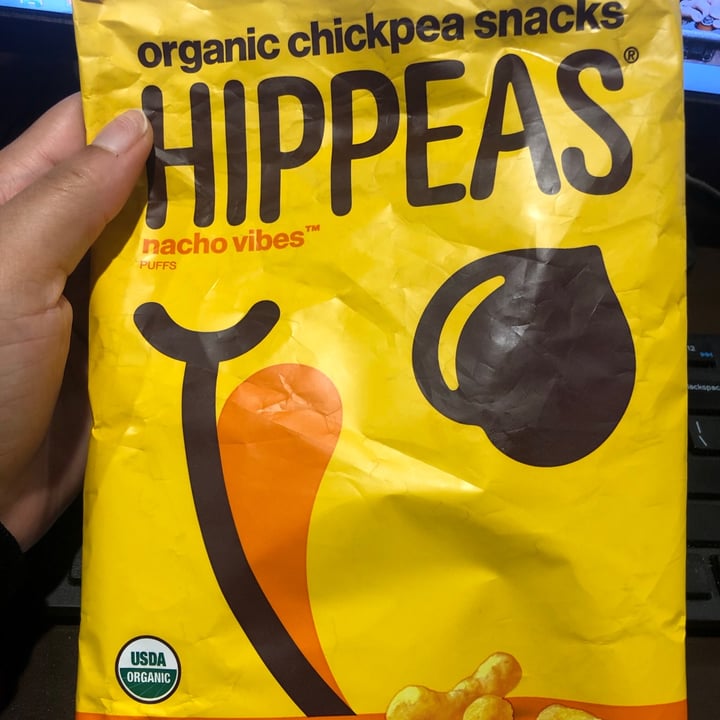 organic chickpea snacks
HIPPEAS®
nacho vibes™
PUFFS
USDA
ORGANIC